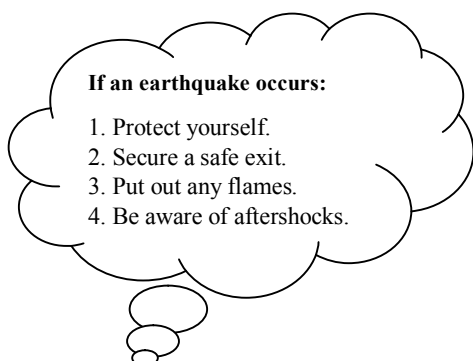 If an earthquake occurs:
1. Protect yourself.
2. Secure a safe exit.
3. Put out any flames.
4. Be aware of aftershocks.